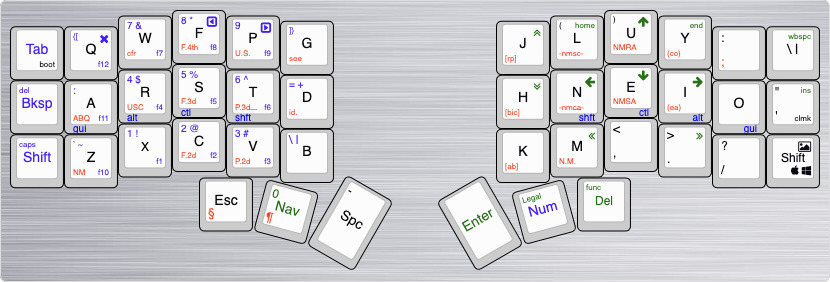 Tab
boot
{[
Q
f12
7 &
W
cfr
f7
8 *
F
F.4th
f8
9
P
U.S.
f9
]}
G
see
J
[rp]
(
home
L
-nmsc-
)
U
NMRA
end
Y
(co)
:
;
wbspc
\ |
del
Bksp
:
A
ABQ
f11
gui
4 $
R
USC
f4
alt
5 %
S
F.3d
f5
ctl
6 ^
T
P.3d...
f6
shft
= +
D
id.
H
[bic]
N
-nmca-
shft
E
NMSA
ctl
I
(ea)
alt
O
gui
"
ins
'
clmk
caps
Shift
` ~
Z
NM
f10
1 !
X
f1
2 @
C
F.2d
f2
3 #
V
P.2d
f3
\ |
B
K
[ab]
M
N.M.
<
,
>
.
?
/
Shift
Esc
§
0
Nav
¶
-
Spc
Enter
Legal
Num
func
Del